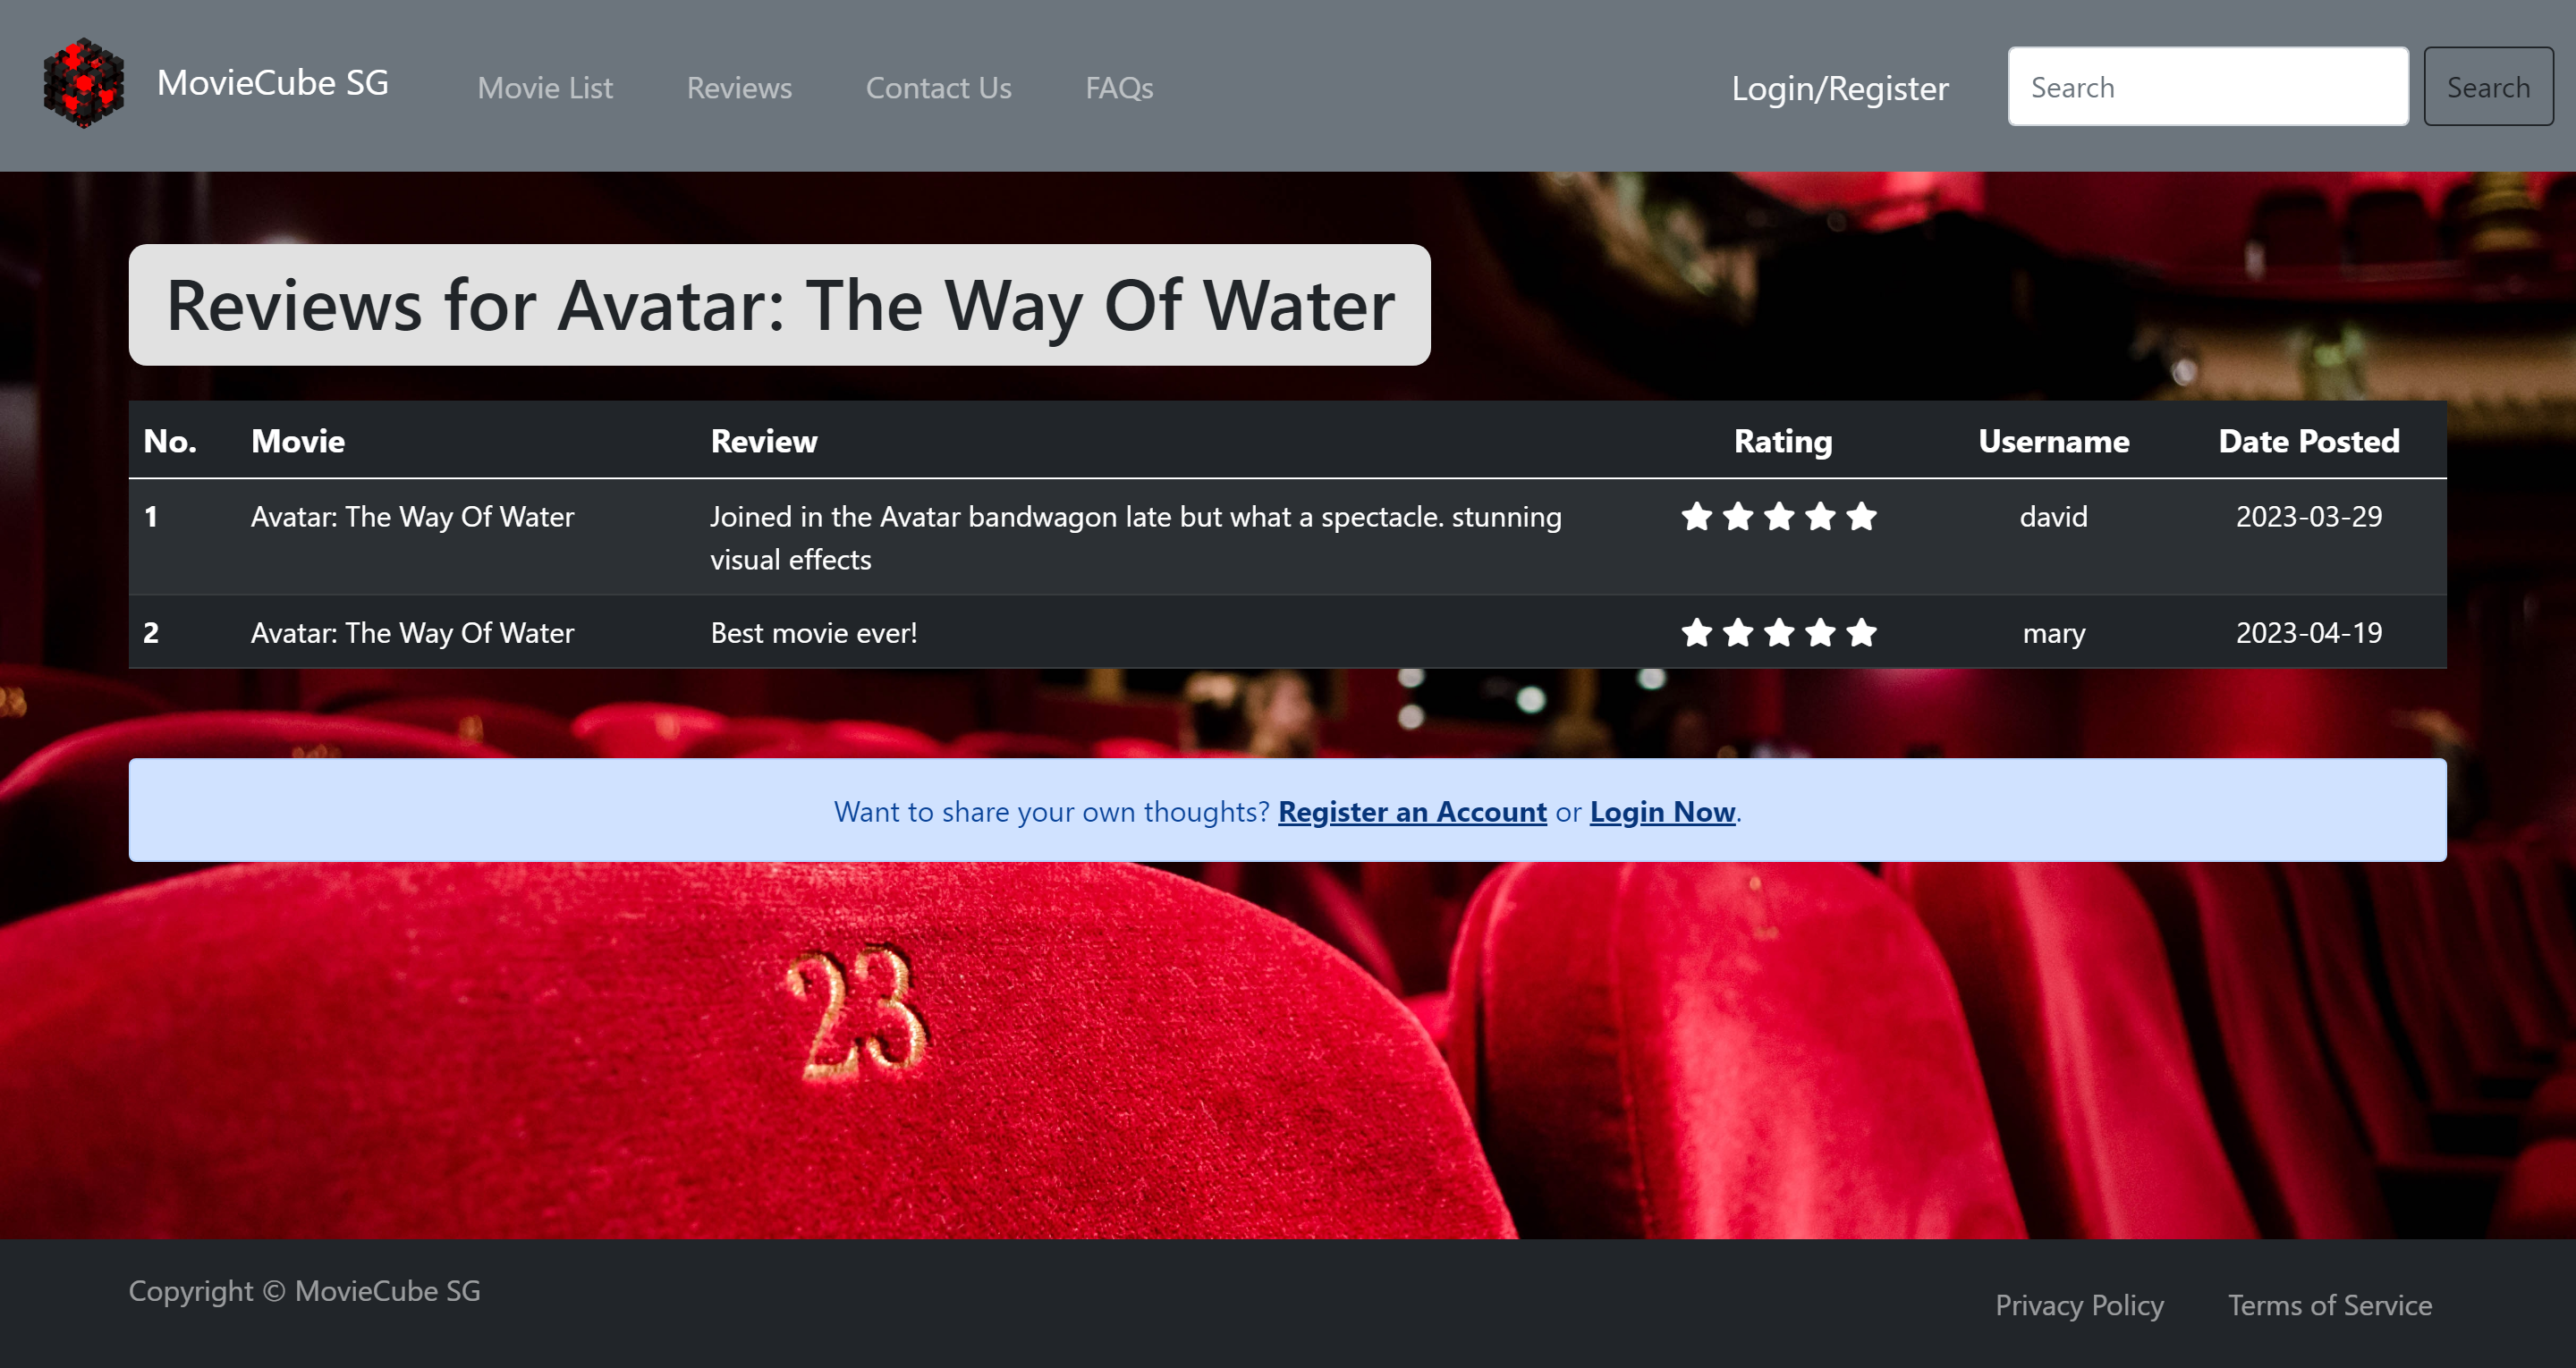 MovieCube SG Movie List Reviews Contact Us FAQs Login/Register Search Search
Reviews for Avatar: The Way Of Water
No. Movie Review Rating Username Date Posted
1 Avatar: The Way Of Water Joined in the Avatar bandwagon late but what a spectacle. stunning david 2023-03-29
visual effects
2 Avatar: The Way Of Water Best movie ever! mary 2023-04-19
Want to share your own thoughts? Register an Account or Login Now.
23
Copyright © MovieCube SG
Privacy Policy Terms of Service